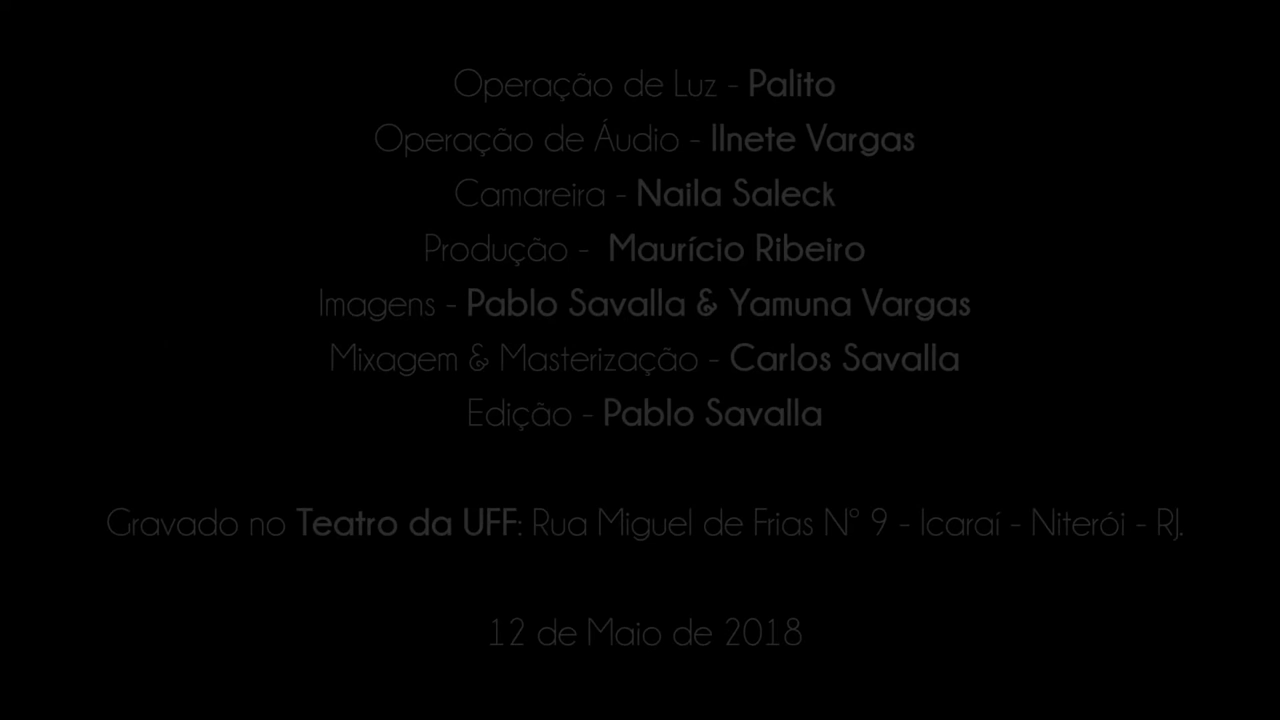 Operação de Luz - Palito
Operação de Áudio - Ilnete Vargas
Camareira - Naila Saleck
Produção - Maurício Ribeiro
Imagens - Pablo Savalla & Yamuna Vargas
Mixagem & Masterização - Carlos Savalla
Edição - Pablo Savalla
Gravado no Teatro da UFF: Rua Miguel de Frias Nº 9 - Icaraí - Niterói - RJ.
12 de Maio de 2018